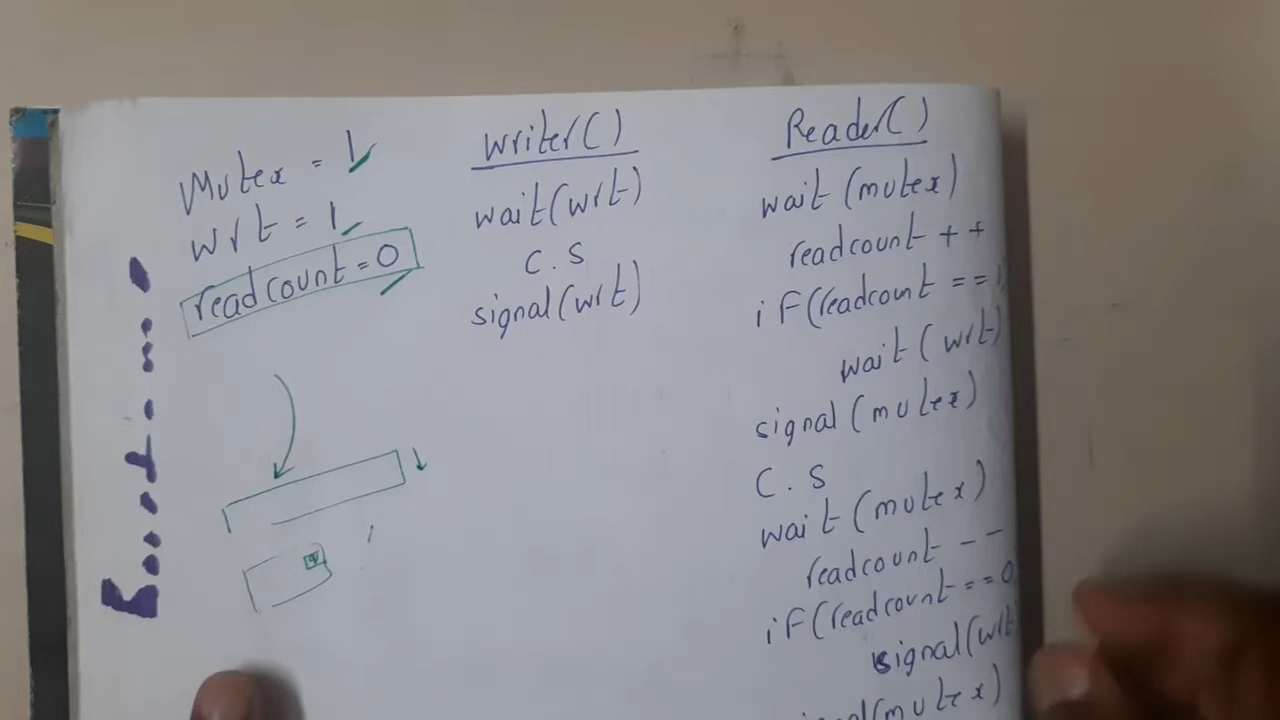 Mutex = 1
wrt = 1
readcount = 0
writer()
wait(wrt)
C.S
signal(wrt)
Reader()
wait(mutex)
readcount ++
iF(readcount ==
wait(wrt)
signal(mutex)
C.S
wait(mutex)
readcount --
iF(readcount ==0
signal(wrt
(mutex)